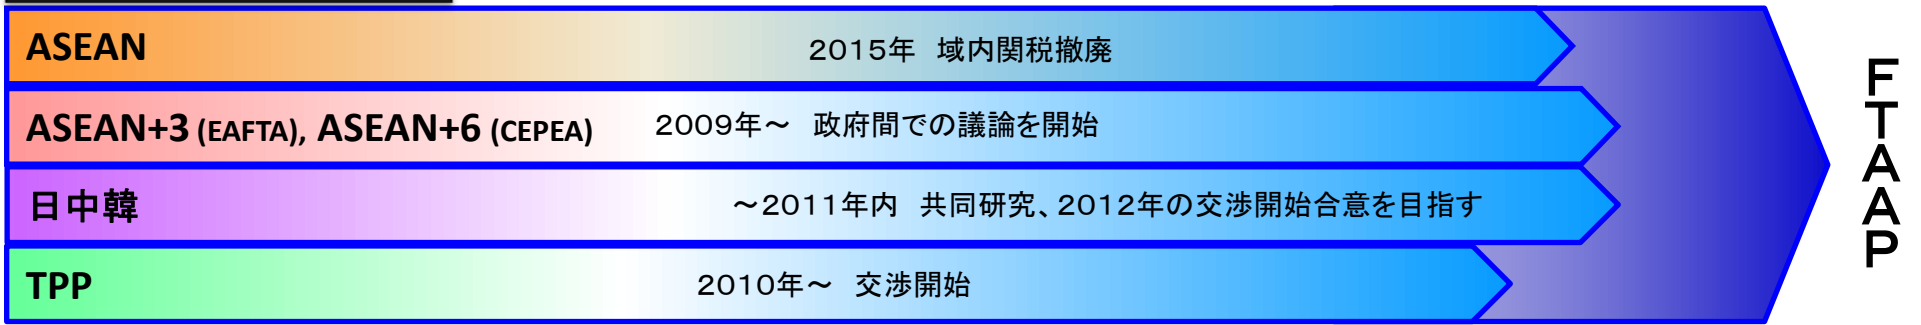 ASEAN 2015年 域内関税撤廃
ASEAN+3 (EAFTA), ASEAN+6 (CEPEA) 2009年～ 政府間での議論を開始
日中韓 ～2011年内 共同研究、2012年の交渉開始合意を目指す
TPP 2010年～ 交渉開始
FTAAP